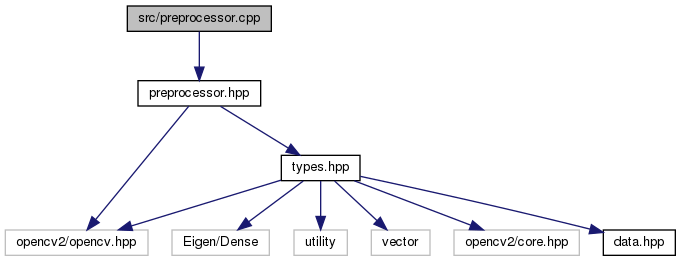 src/preprocessor.cpp
preprocessor.hpp
types.hpp
opencv2/opencv.hpp
Eigen/Dense
utility
vector
opencv2/core.hpp
data.hpp